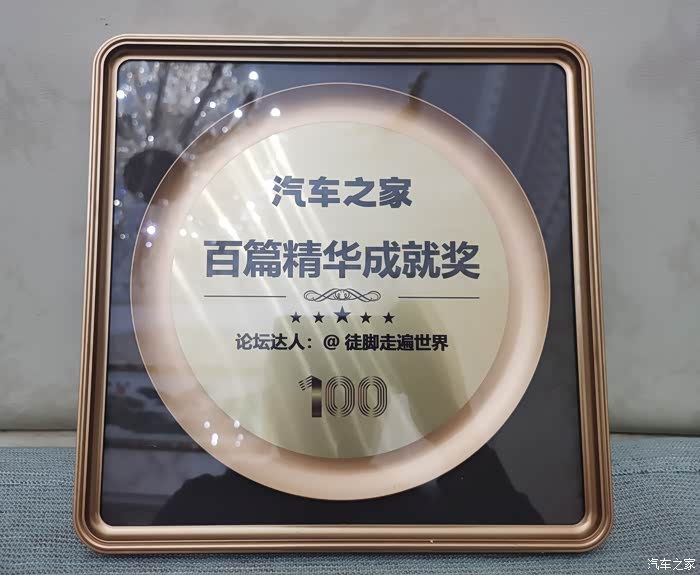 汽车之家
百篇精华成就奖
论坛达人：@ 徒脚走遍世界
100
汽车之家